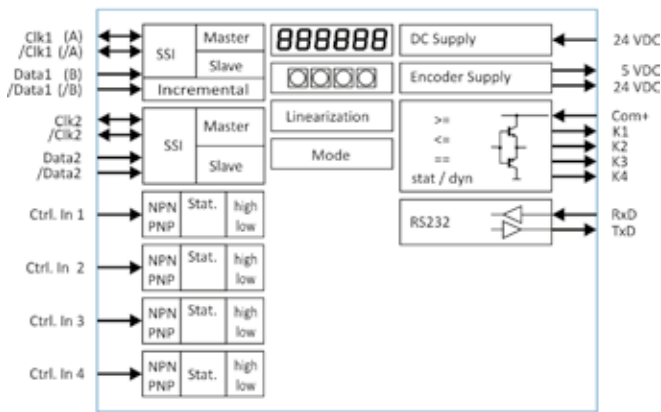 Clk1 (A)
/Clk1 (/A)
Data1 (B)
/Data1 (/B)
SSI
Master
Slave
Incremental
Clk2
/Clk2
Data2
/Data2
SSI
Master
Slave
Ctrl. In 1
NPN
PNP
Stat.
high
low
Ctrl. In 2
NPN
PNP
Stat.
high
low
Ctrl. In 3
NPN
PNP
Stat.
high
low
Ctrl. In 4
NPN
PNP
Stat.
high
low
888888
Linearization
Mode
DC Supply
24 VDC
Encoder Supply
5 VDC
24 VDC
>=
<=
==
stat / dyn
Com+
K1
K2
K3
K4
RS232
RxD
TxD